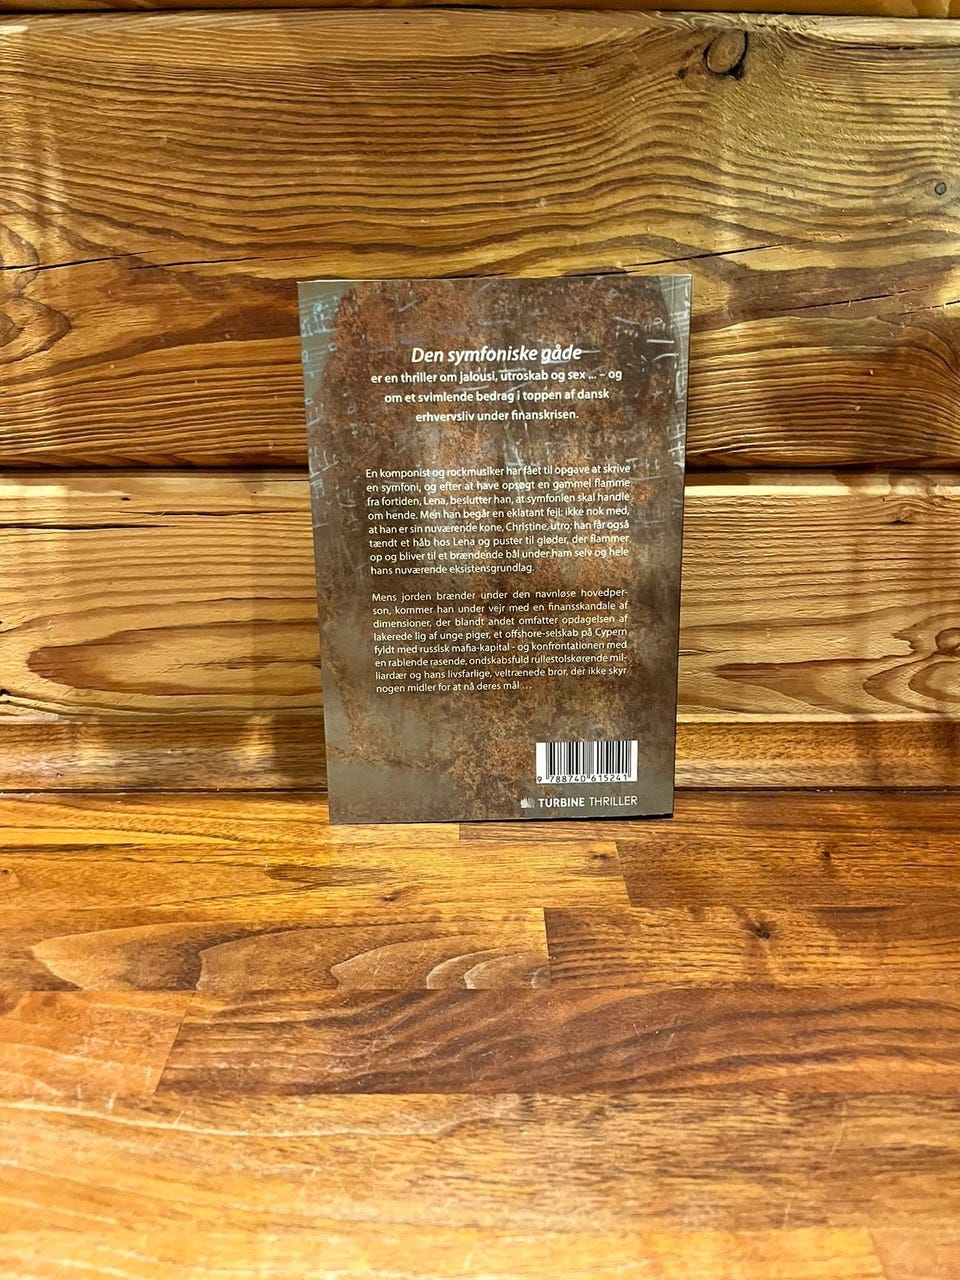 Den symfoniske gåde
er en thriller om jalousi, utroskab og sex ... – og
om et svimlende bedrag i toppen af dansk
erhvervsliv under finanskrisen.
En komponist og rockmusiker har fået til opgave at skrive
en symfoni, og efter at have opsøgt en gammel flamme
fra fortiden, Lena, beslutter han, at symfonien skal handle
om hende. Men han begår en eklatant fejl; ikke nok med,
at han er sin nuværende kone, Christine, utro; han får også
tændt et håb hos Lena og puster til gløder, der flammer
op og bliver til et brændende bål under ham selv og hele
hans nuværende eksistensgrundlag.
Mens jorden brænder under den navnløse hovedper-
son, kommer han under vejr med en finansskandale af
dimensioner, der blandt andet omfatter opdagelsen af
lakerede lig af unge piger, et offshore-selskab på Cypern
fyldt med russisk mafia-kapital - og konfrontationen med
en rablende rasende, ondskabsfuld rullestolskørende mil-
liardær og hans livsfarlige, veltrænede bror, der ikke skyr
nogen midler for at nå deres mål ...
9 788740 615241
TURBINE THRILLER